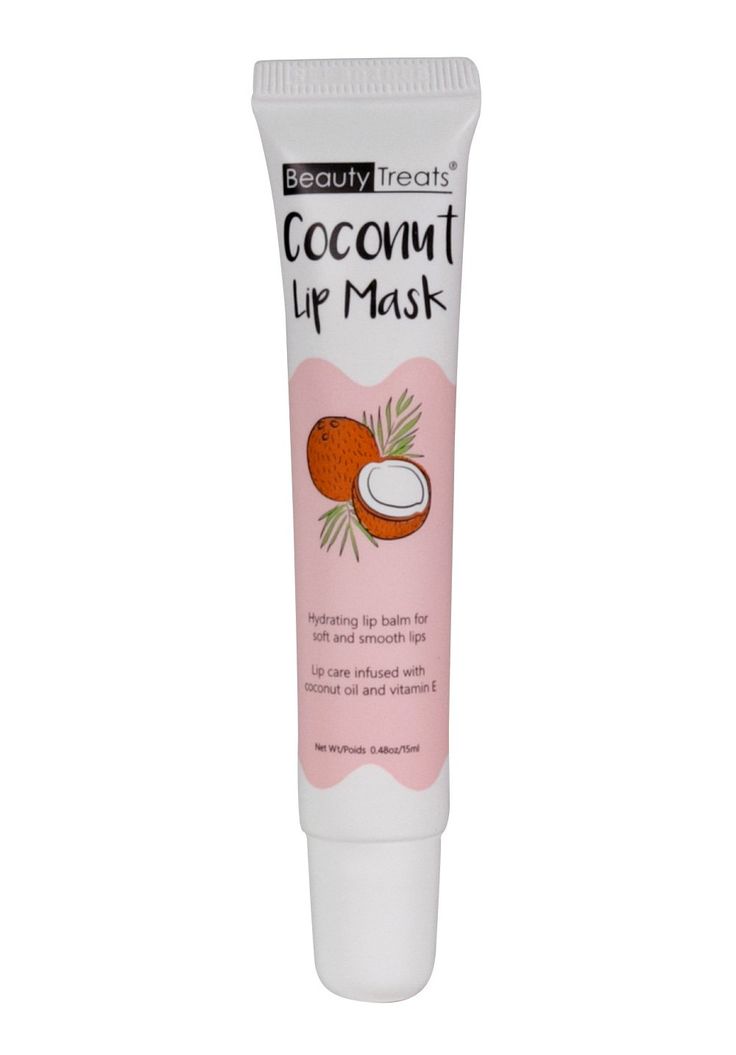 Beauty Treats®
Coconut
Lip Mask
Hydrating lip balm for
soft and smooth lips
Lip care infused with
coconut oil and vitamin E
Net Wt/Poids 0.48oz/15ml